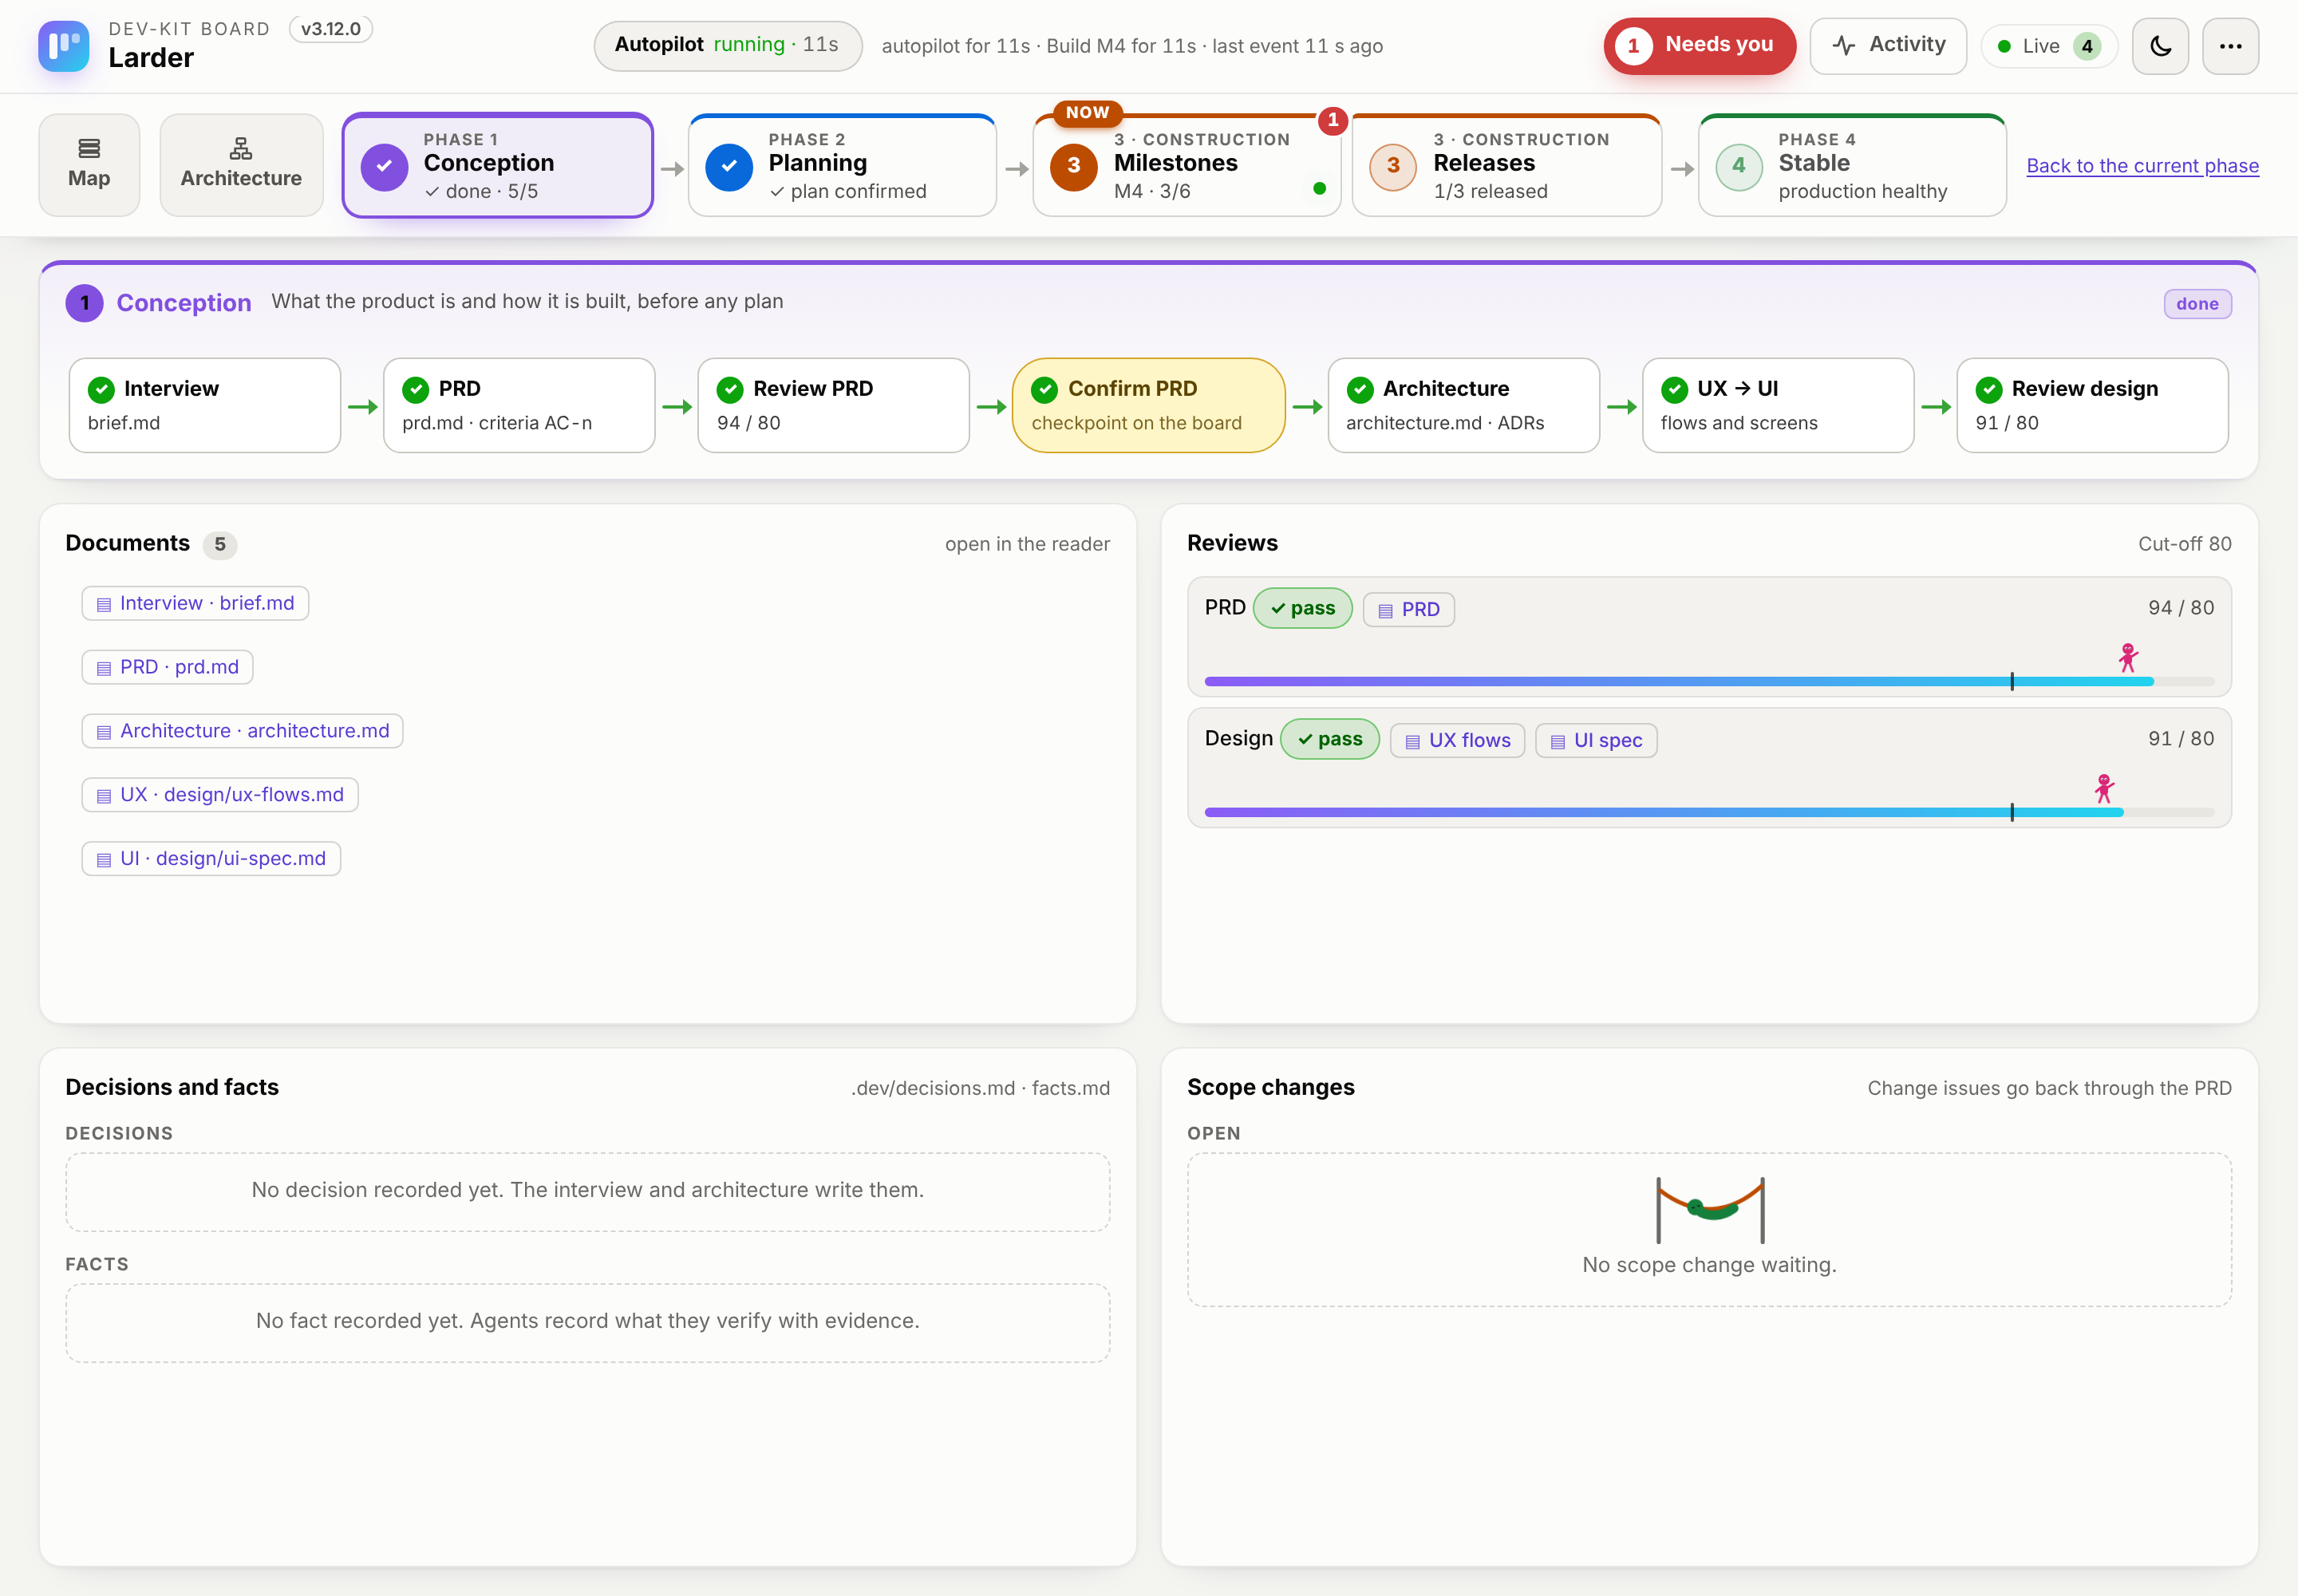 DEV-KIT BOARD v3.12.0
Larder
Autopilot running · 11s
autopilot for 11s · Build M4 for 11s · last event 11 s ago
1 Needs you
Activity
Live 4
Map
Architecture
PHASE 1
Conception
✓ done · 5/5
PHASE 2
Planning
✓ plan confirmed
NOW
1
3 · CONSTRUCTION
3 Milestones
M4 · 3/6
3 · CONSTRUCTION
3 Releases
1/3 released
PHASE 4
4 Stable
production healthy
Back to the current phase
1 Conception What the product is and how it is built, before any plan
done
Interview
brief.md
PRD
prd.md · criteria AC-n
Review PRD
94 / 80
Confirm PRD
checkpoint on the board
Architecture
architecture.md · ADRs
UX → UI
flows and screens
Review design
91 / 80
Documents 5
open in the reader
Interview · brief.md
PRD · prd.md
Architecture · architecture.md
UX · design/ux-flows.md
UI · design/ui-spec.md
Reviews
Cut-off 80
PRD ✓ pass PRD 94 / 80
Design ✓ pass UX flows UI spec 91 / 80
Decisions and facts
.dev/decisions.md · facts.md
DECISIONS
No decision recorded yet. The interview and architecture write them.
FACTS
No fact recorded yet. Agents record what they verify with evidence.
Scope changes
Change issues go back through the PRD
OPEN
No scope change waiting.